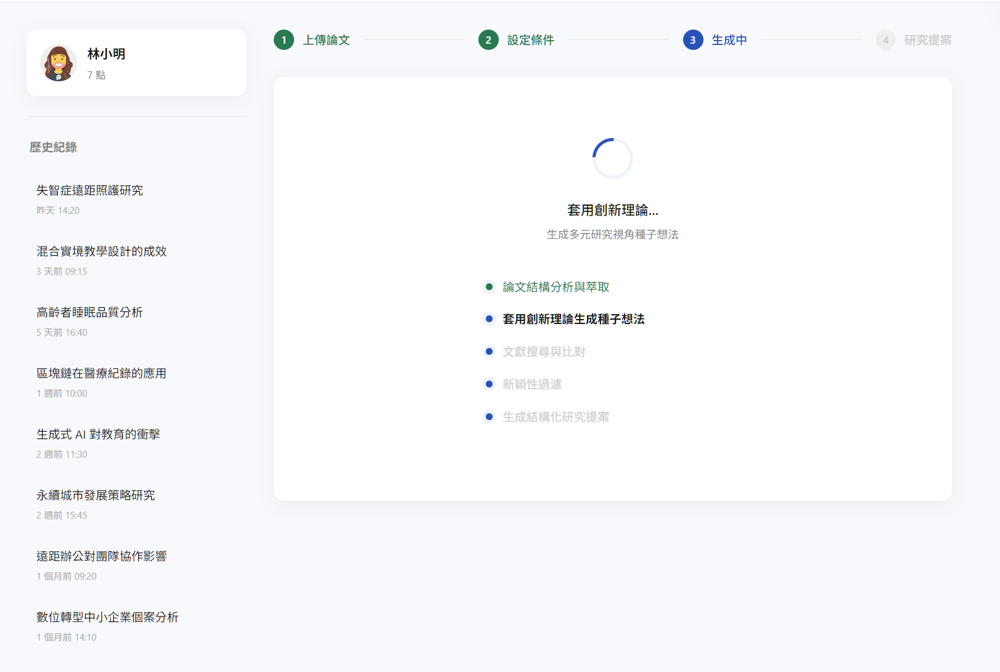 林小明
7 點
歷史紀錄
失智症遠距照護研究
昨天 14:20
混合實境教學設計的成效
3 天前 09:15
高齡者睡眠品質分析
5 天前 16:40
區塊鏈在醫療紀錄的應用
1 週前 10:00
生成式 AI 對教育的衝擊
2 週前 11:30
永續城市發展策略研究
2 週前 15:45
遠距辦公對團隊協作影響
1 個月前 09:20
數位轉型中小企業個案分析
1 個月前 14:10
1 上傳論文
2 設定條件
3 生成中
4 研究提案
套用創新理論...
生成多元研究視角種子想法
論文結構分析與萃取
套用創新理論生成種子想法
文獻搜尋與比對
新穎性過濾
生成結構化研究提案